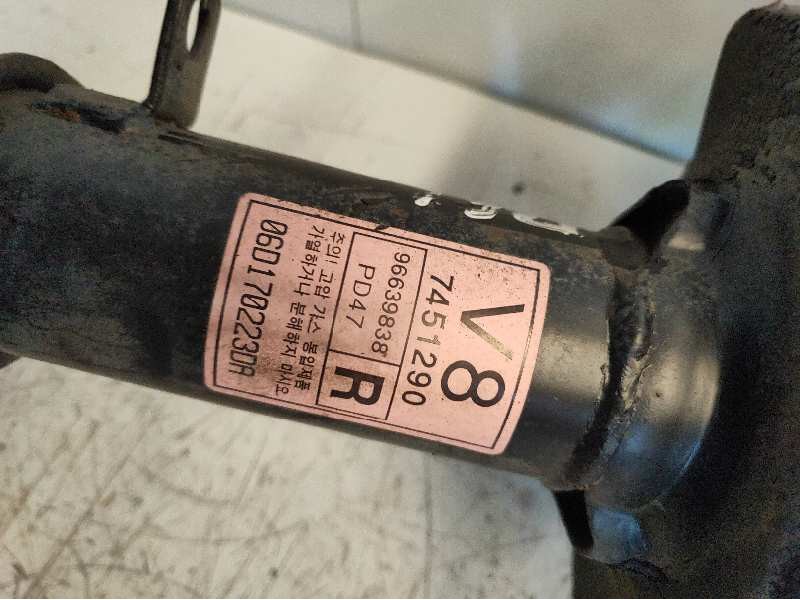 V8
7451290
96639838
PD47
R
주의! 고압 가스 봉입제품
가열하거나 분해하지 마시오
06D170223DA